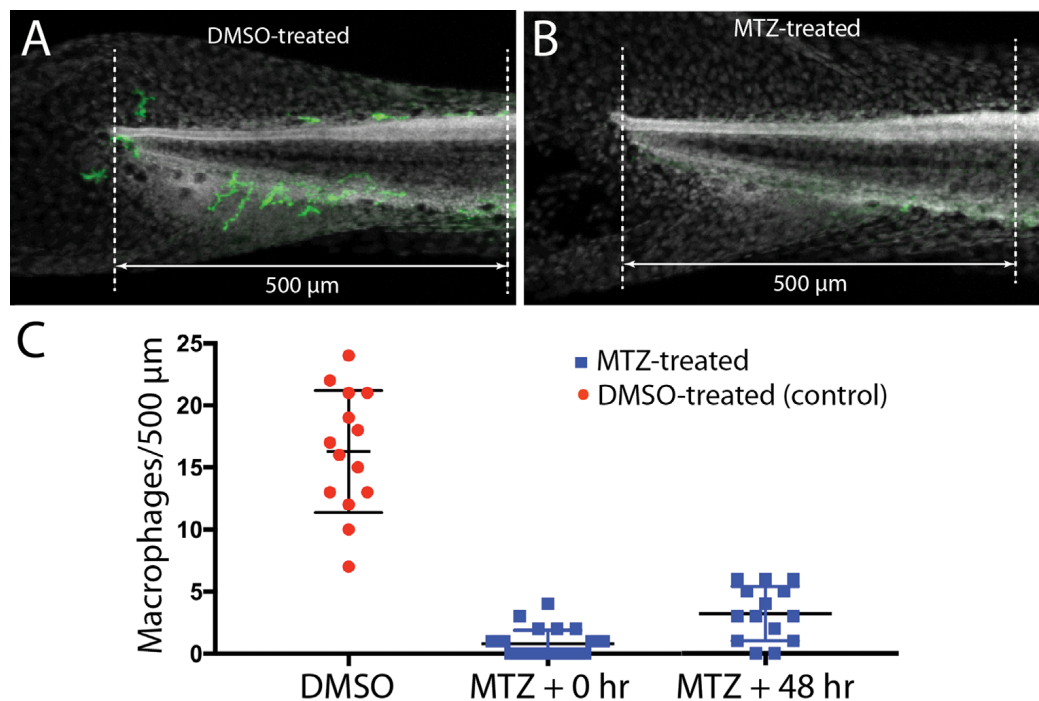 A
DMSO-treated
500 µm
B
MTZ-treated
500 µm
C
Macrophages/500 µm
25
20
15
10
5
0
MTZ-treated
DMSO-treated (control)
DMSO
MTZ + 0 hr
MTZ + 48 hr